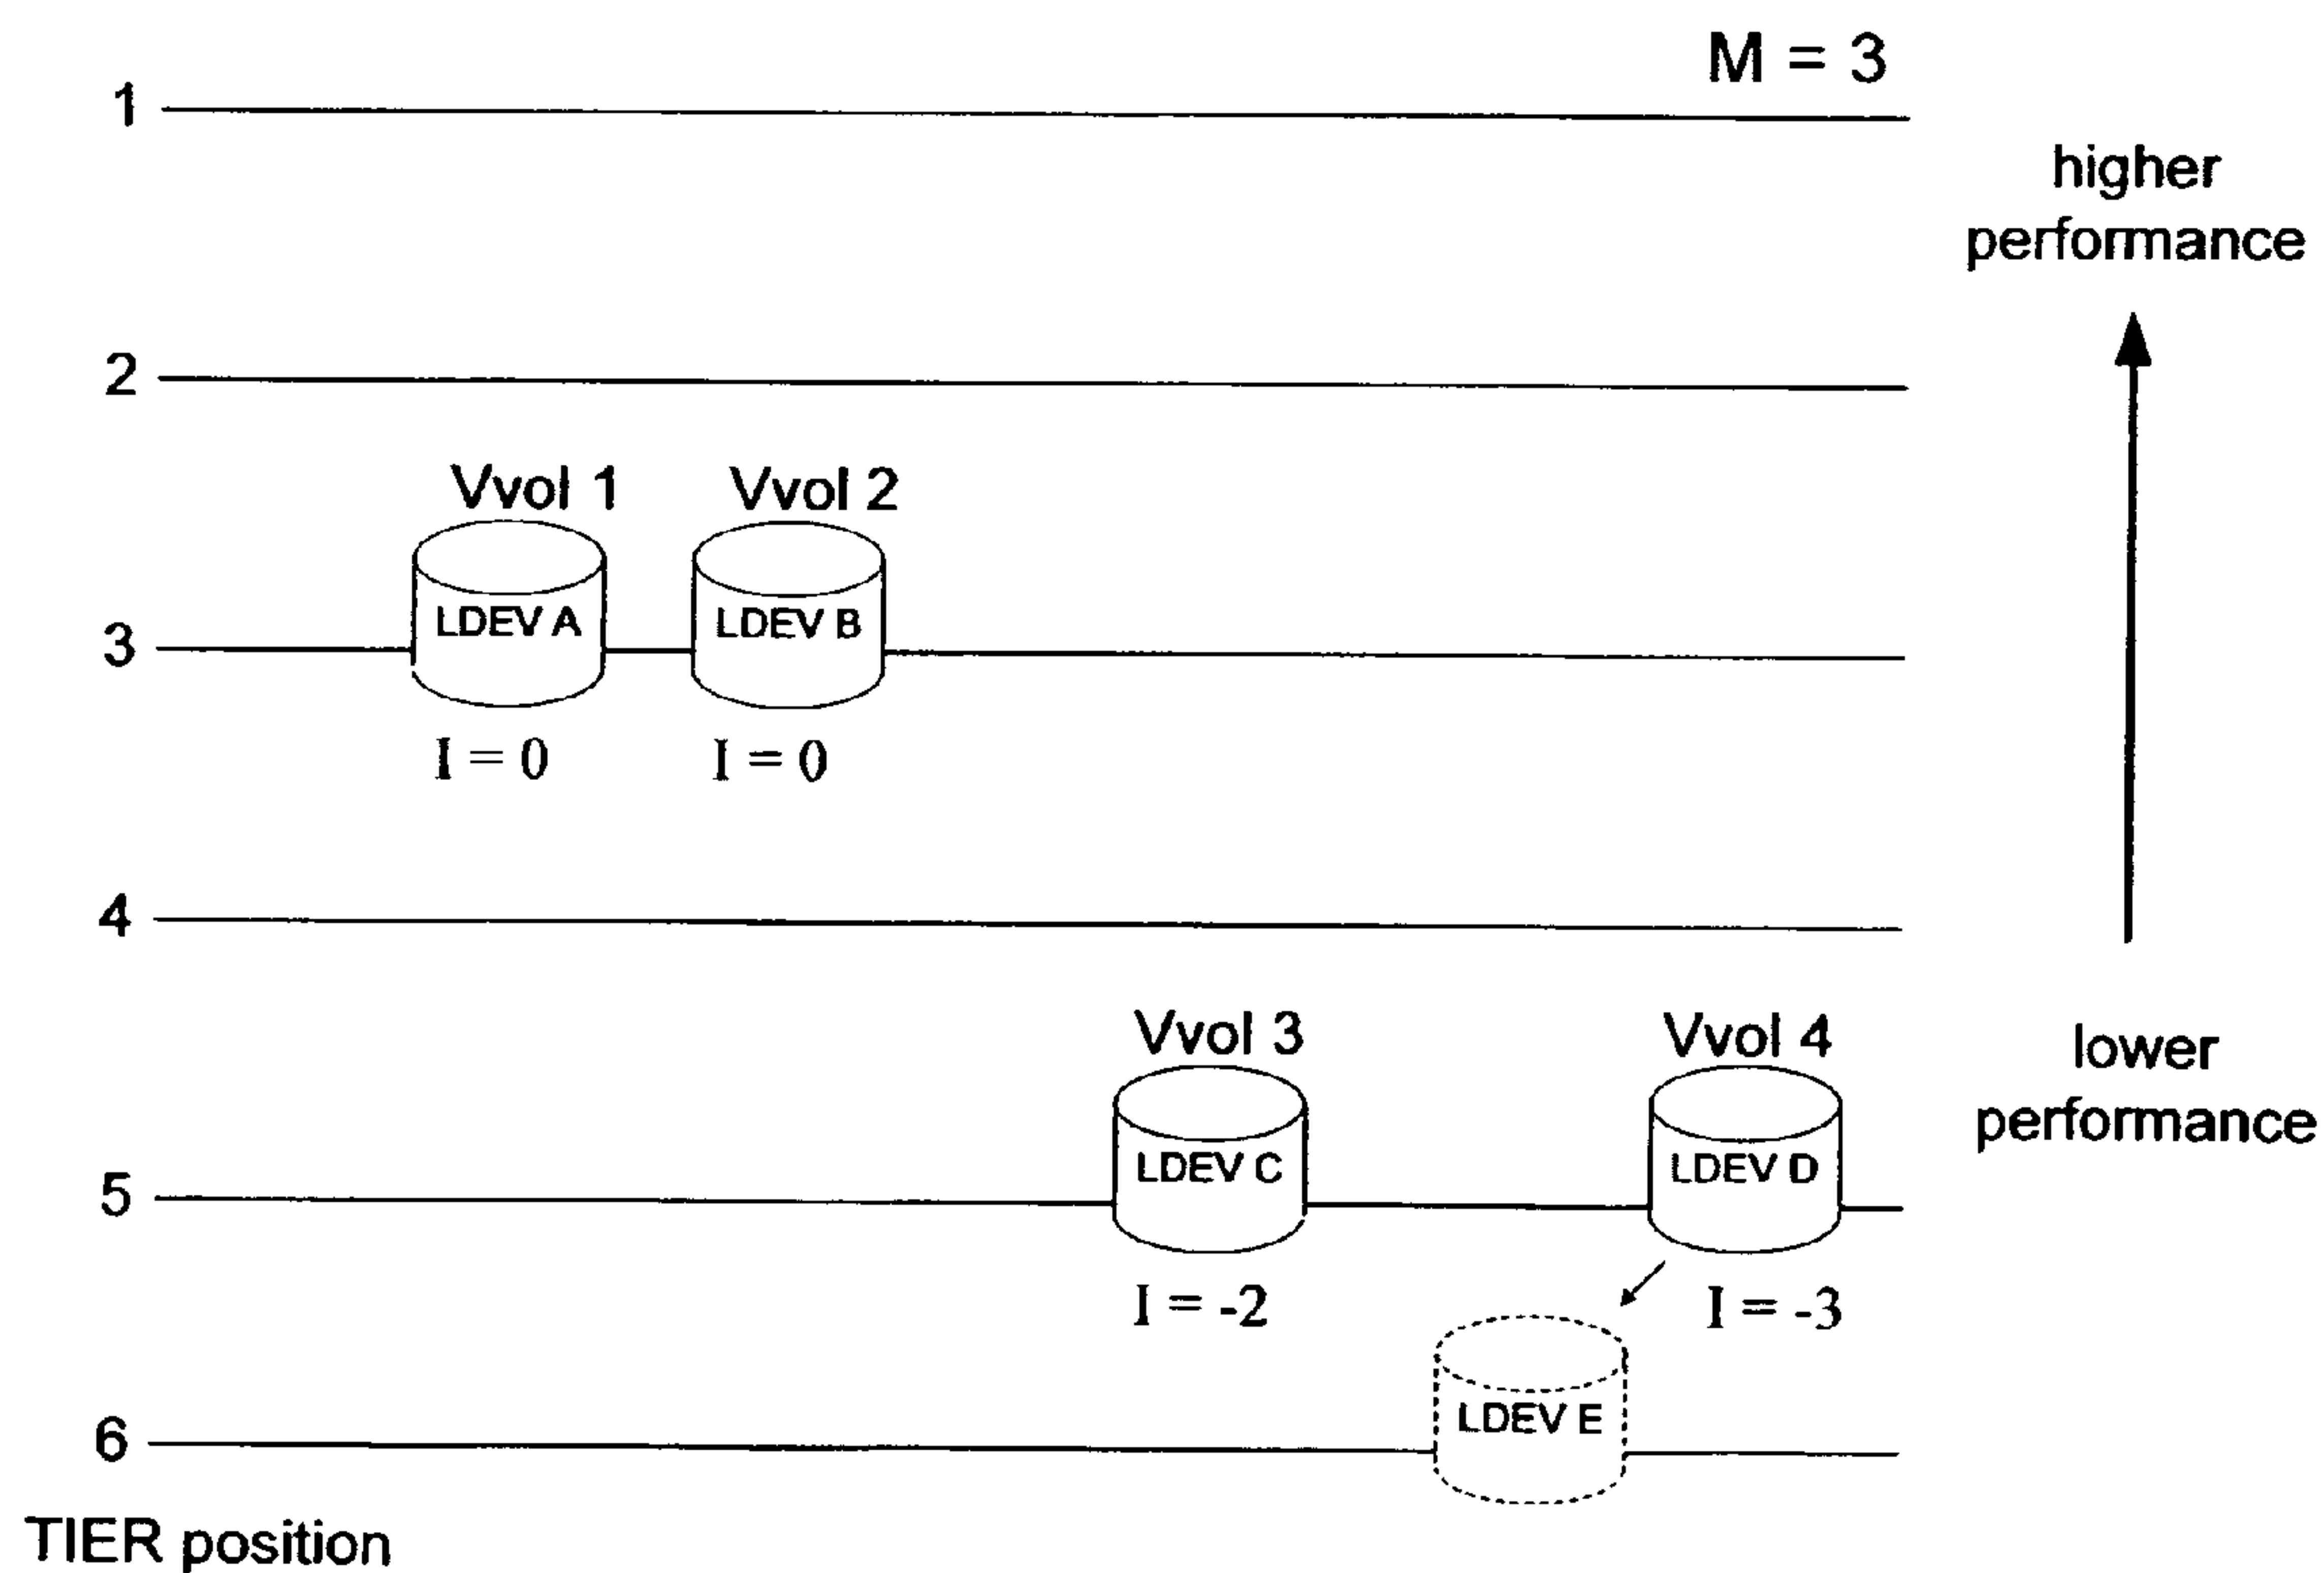 M = 3
1
higher
performance
2
Vvol 1
Vvol 2
LDEV A
LDEV B
3
I = 0
I = 0
4
Vvol 3
Vvol 4
lower
performance
LDEV C
LDEV D
5
I = -2
I = -3
LDEV E
6
TIER position